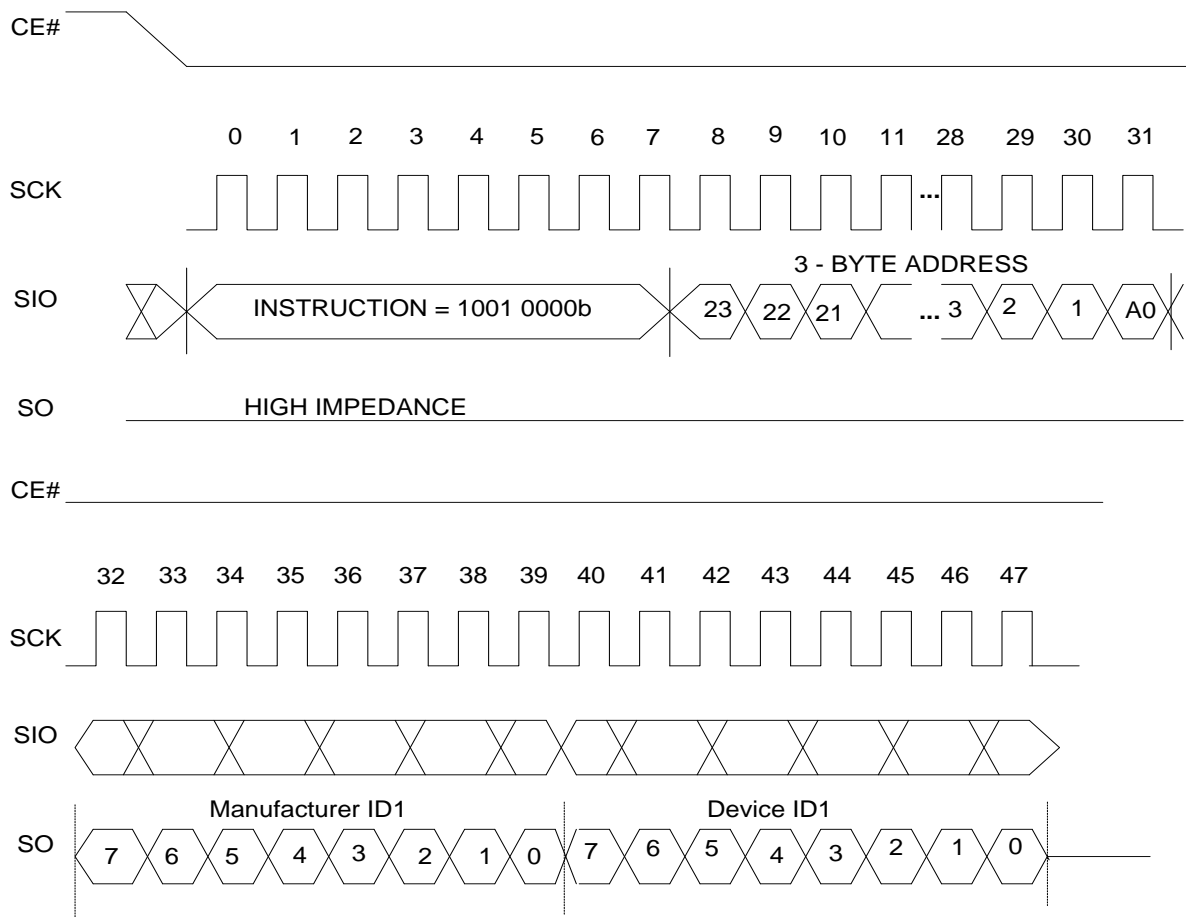 CE#
0 1 2 3 4 5 6 7 8 9 10 11 28 29 30 31
SCK ...
3 - BYTE ADDRESS
SIO INSTRUCTION = 1001 0000b 23 22 21 ... 3 2 1 A0
SO HIGH IMPEDANCE
CE#
32 33 34 35 36 37 38 39 40 41 42 43 44 45 46 47
SCK
SIO
Manufacturer ID1 Device ID1
SO 7 6 5 4 3 2 1 0 7 6 5 4 3 2 1 0